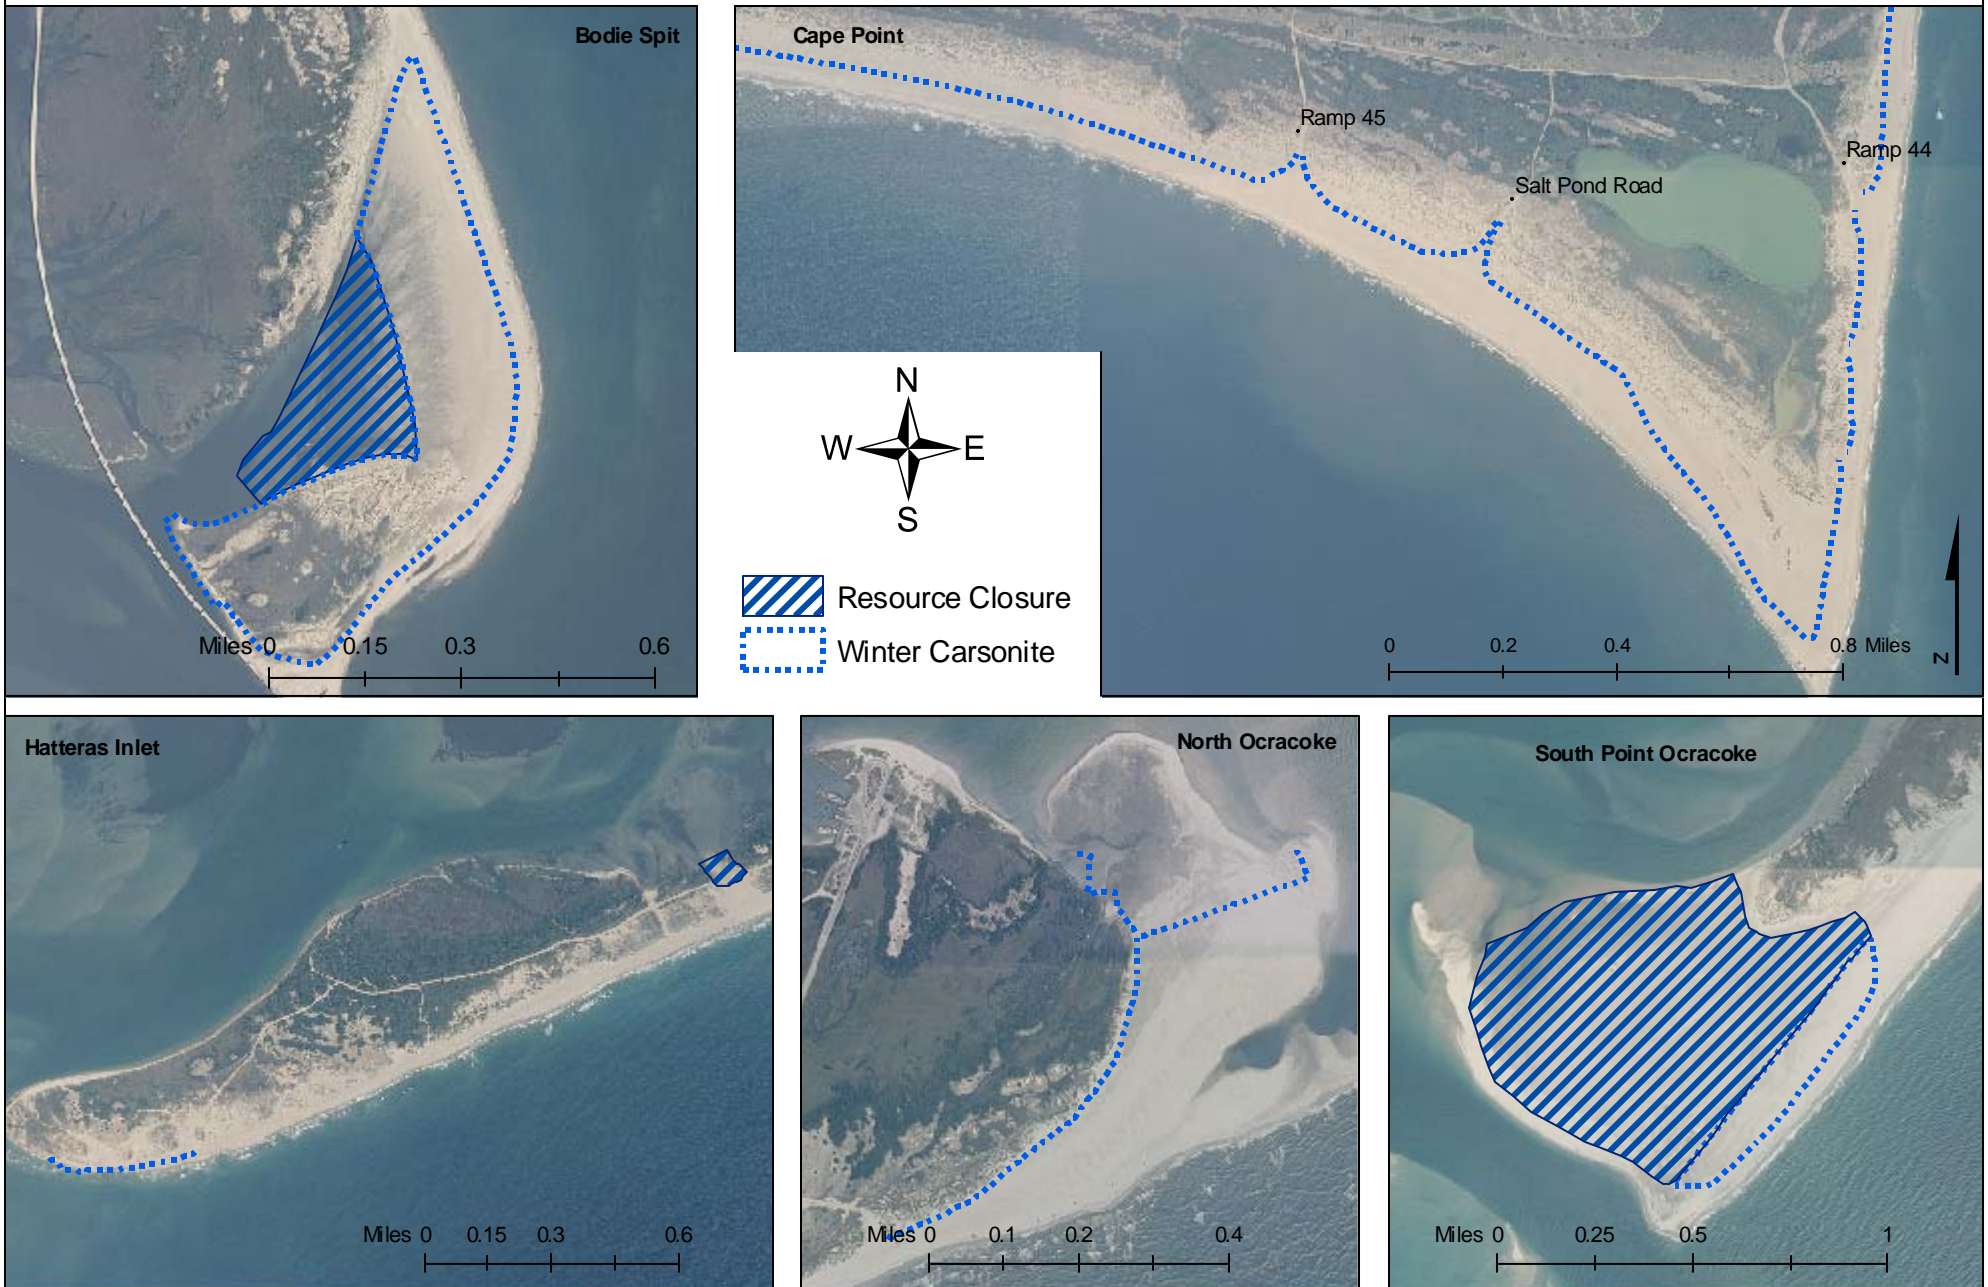 Bodie Spit
Miles 0 0.15 0.3 0.6
Cape Point
Ramp 45
Ramp 44
Salt Pond Road
0 0.2 0.4 0.8 Miles
Z
N
W E
S
Resource Closure
Winter Carsonite
Hatteras Inlet
Miles 0 0.15 0.3 0.6
North Ocracoke
Miles 0 0.1 0.2 0.4
South Point Ocracoke
Miles 0 0.25 0.5 1